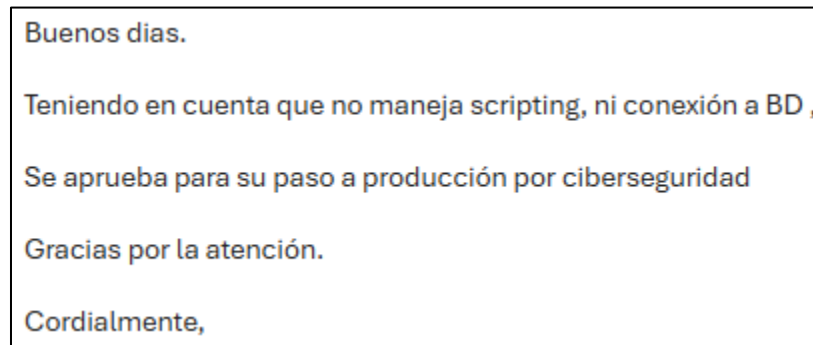 Buenos dias.
Teniendo en cuenta que no maneja scripting, ni conexión a BD ,
Se aprueba para su paso a producción por ciberseguridad
Gracias por la atención.
Cordialmente,